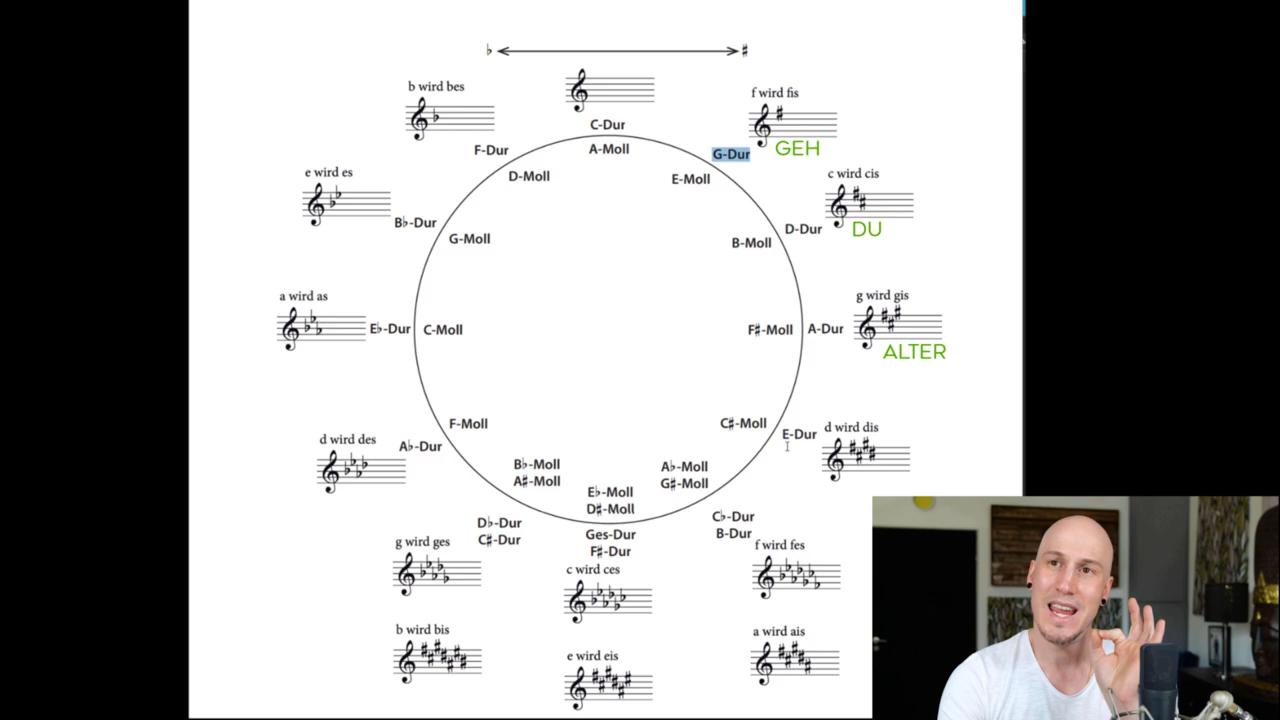 ♭ ♯
b wird bes
f wird fis
C-Dur
A-Moll
F-Dur
D-Moll
G-Dur
GEH
E-Moll
e wird es
c wird cis
B♭-Dur
G-Moll
D-Dur
DU
B-Moll
a wird as
g wird gis
E♭-Dur
C-Moll
F♯-Moll
A-Dur
ALTER
d wird des
A♭-Dur
F-Moll
C♯-Moll
E-Dur
d wird dis
B♭-Moll
A♯-Moll
E♭-Moll
D♯-Moll
A♭-Moll
G♯-Moll
D♭-Dur
C♯-Dur
Ges-Dur
F♯-Dur
C♭-Dur
B-Dur
g wird ges
c wird ces
f wird fes
b wird bis
e wird eis
a wird ais